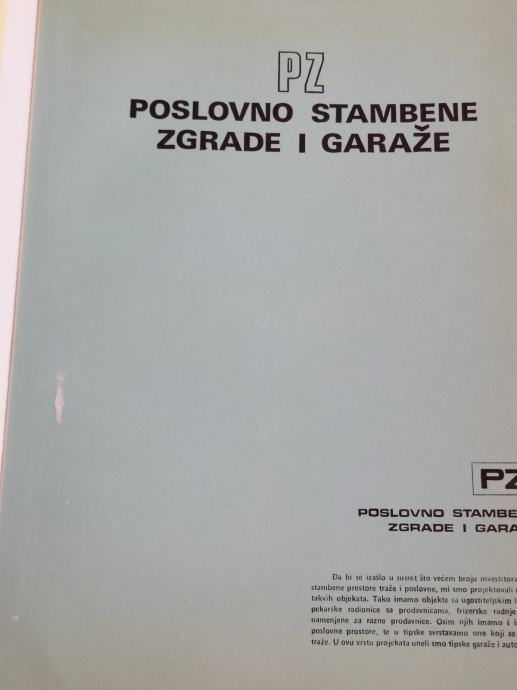 PZ
POSLOVNO STAMBENE
ZGRADE I GARAŽE
PZ
POSLOVNO STAMBE
ZGRADE I GARA
Da bi se izašlo u susret što većem broju investitora
stambene prostore traže i poslovne, mi smo projektovali
takvih objekata. Tako imamo objekte sa ugostiteljskim
pekarske radionice sa prodavnicama, frizerske radnje
namenjene za razne prodavnice. Osim njih imamo i
poslovne prostore, te u tipske svrstavamo one koji se
traže. U ovu vrstu projekata uneli smo tipske garaže i auto